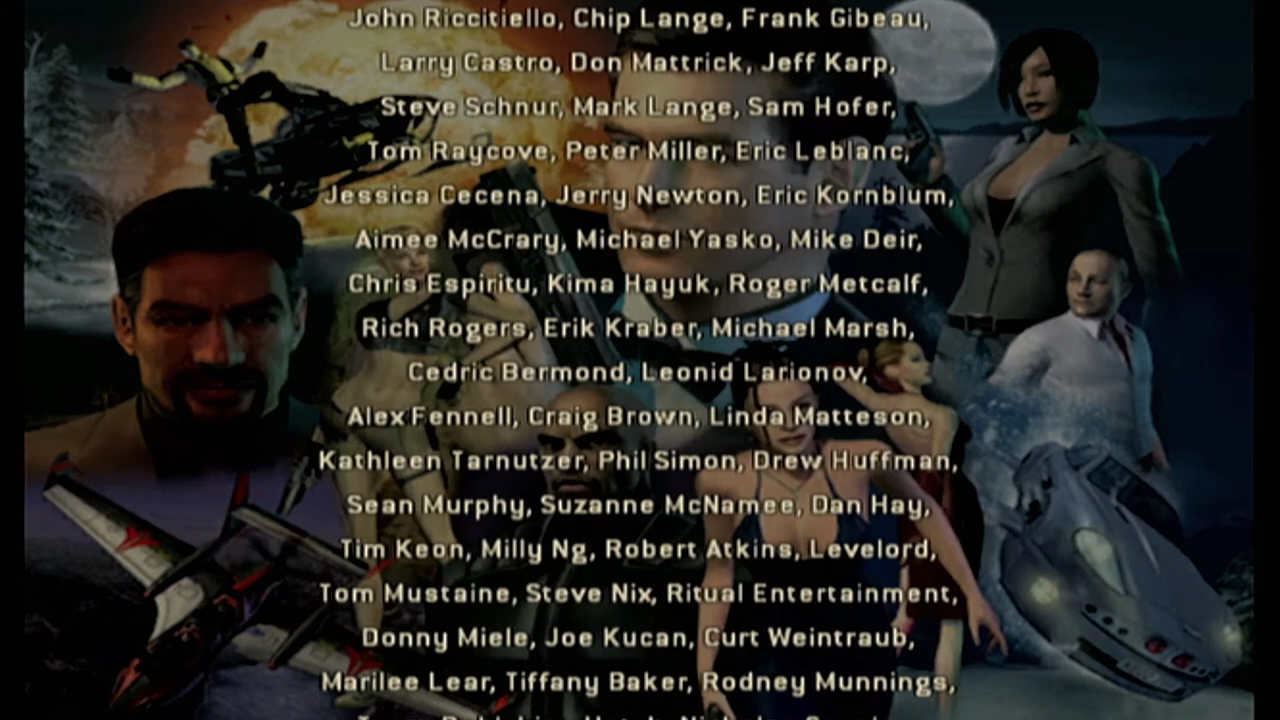 John Riccitiello, Chip Lange, Frank Gibeau,
Larry Castro, Don Mattrick, Jeff Karp,
Steve Schnur, Mark Lange, Sam Hofer,
Tom Raycove, Peter Miller, Eric Leblanc,
Jessica Cecena, Jerry Newton, Eric Kornblum,
Aimee McCrary, Michael Yasko, Mike Deir,
Chris Espiritu, Kima Hayuk, Roger Metcalf,
Rich Rogers, Erik Kraber, Michael Marsh,
Cedric Bermond, Leonid Larionov,
Alex Fennell, Craig Brown, Linda Matteson,
Kathleen Tarnutzer, Phil Simon, Drew Huffman,
Sean Murphy, Suzanne McNamee, Dan Hay,
Tim Keon, Milly Ng, Robert Atkins, Levelord,
Tom Mustaine, Steve Nix, Ritual Entertainment,
Donny Miele, Joe Kucan, Curt Weintraub,
Marilee Lear, Tiffany Baker, Rodney Munnings,